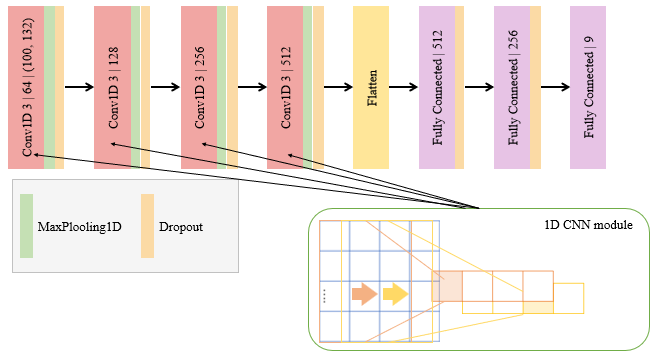 Conv1D 3 | 64 | (100, 132)
Conv1D 3 | 128
Conv1D 3 | 256
Conv1D 3 | 512
Flatten
Fully Connected | 512
Fully Connected | 256
Fully Connected | 9
MaxPlooling1D
Dropout
1D CNN module
....